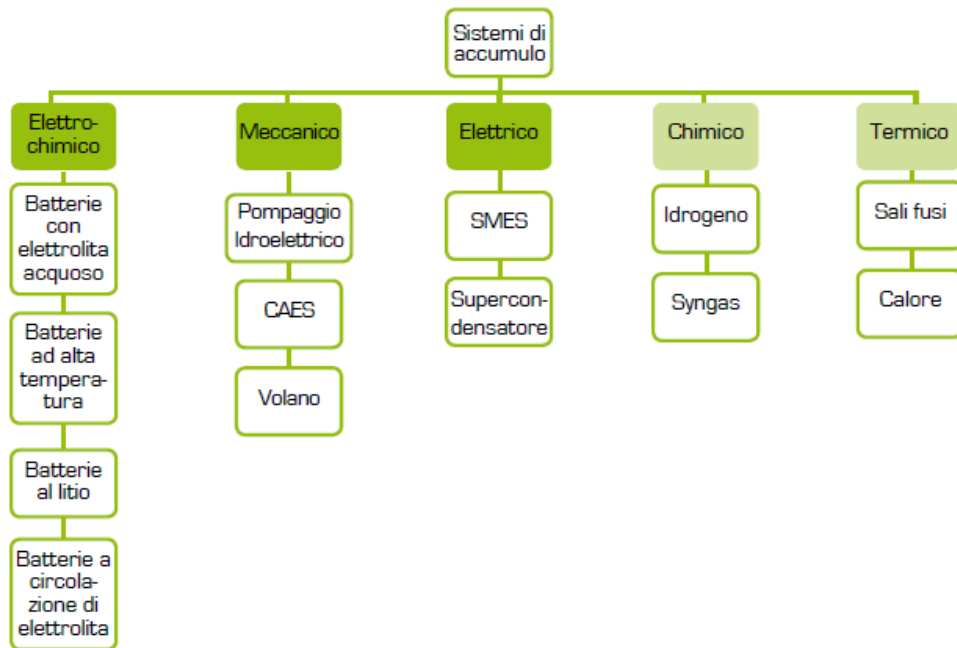 Sistemi di
accumulo
Elettro-
chimico
Meccanico
Elettrico
Chimico
Termico
Batterie
con
elettrolita
acquoso
Batterie
ad alta
tempera-
tura
Batterie
al litio
Batterie a
circola-
zione di
elettrolita
Pompaggio
Idroelettrico
CAES
Volano
SMES
Supercon-
densatore
Idrogeno
Syngas
Sali fusi
Calore